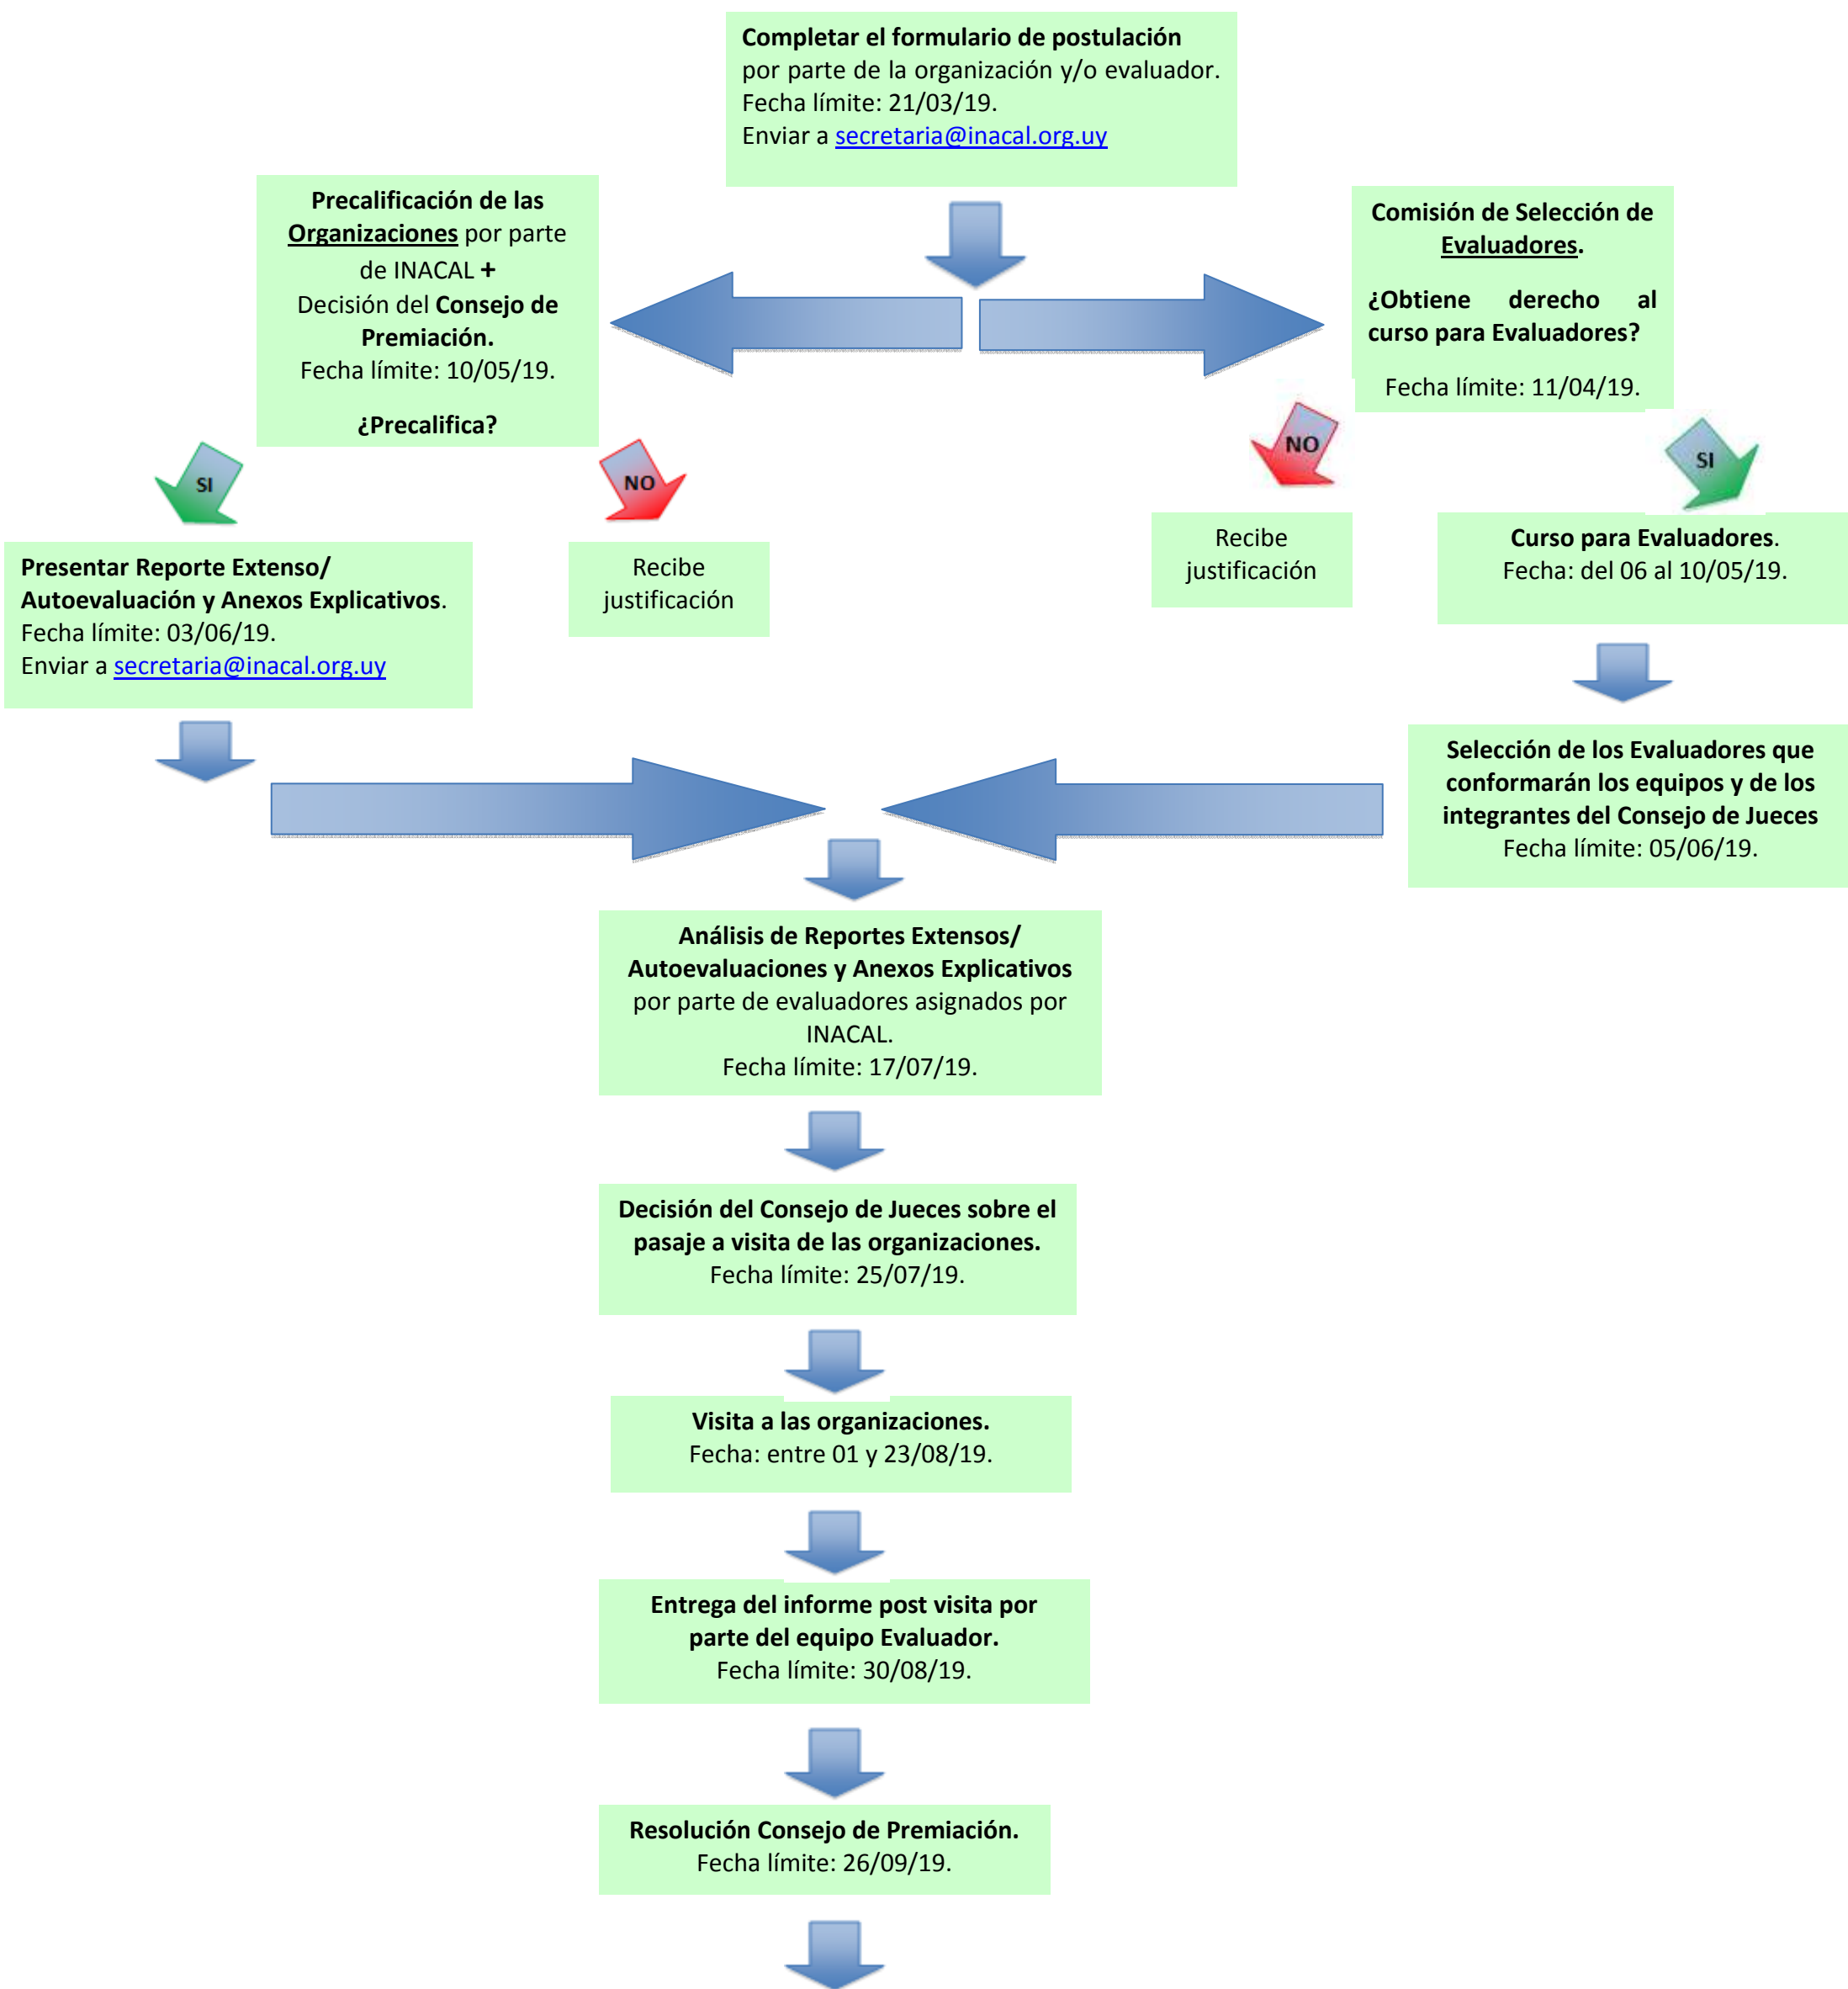 Completar el formulario de postulación
por parte de la organización y/o evaluador.
Fecha límite: 21/03/19.
Enviar a secretaria@inacal.org.uy
Precalificación de las
Organizaciones por parte
de INACAL +
Decisión del Consejo de
Premiación.
Fecha límite: 10/05/19.
¿Precalifica?
Comisión de Selección de
Evaluadores.
¿Obtiene derecho al
curso para Evaluadores?
Fecha límite: 11/04/19.
SI
NO
NO
SI
Presentar Reporte Extenso/
Autoevaluación y Anexos Explicativos.
Fecha límite: 03/06/19.
Enviar a secretaria@inacal.org.uy
Recibe
justificación
Recibe
justificación
Curso para Evaluadores.
Fecha: del 06 al 10/05/19.
Selección de los Evaluadores que
conformarán los equipos y de los
integrantes del Consejo de Jueces
Fecha límite: 05/06/19.
Análisis de Reportes Extensos/
Autoevaluaciones y Anexos Explicativos
por parte de evaluadores asignados por
INACAL.
Fecha límite: 17/07/19.
Decisión del Consejo de Jueces sobre el
pasaje a visita de las organizaciones.
Fecha límite: 25/07/19.
Visita a las organizaciones.
Fecha: entre 01 y 23/08/19.
Entrega del informe post visita por
parte del equipo Evaluador.
Fecha límite: 30/08/19.
Resolución Consejo de Premiación.
Fecha límite: 26/09/19.